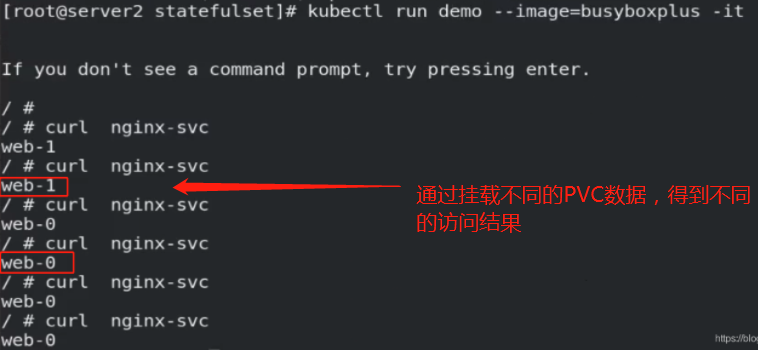 [root@server2 statefulset]# kubectl run demo --image=busyboxplus -it
If you don't see a command prompt, try pressing enter.
/ #
/ # curl  nginx-svc
web-1
/ # curl  nginx-svc
web-1
/ # curl  nginx-svc
web-0
/ # curl  nginx-svc
web-0
/ # curl  nginx-svc
web-0
/ # curl  nginx-svc
web-0
通过挂载不同的PVC数据，得到不同
的访问结果
https://blog